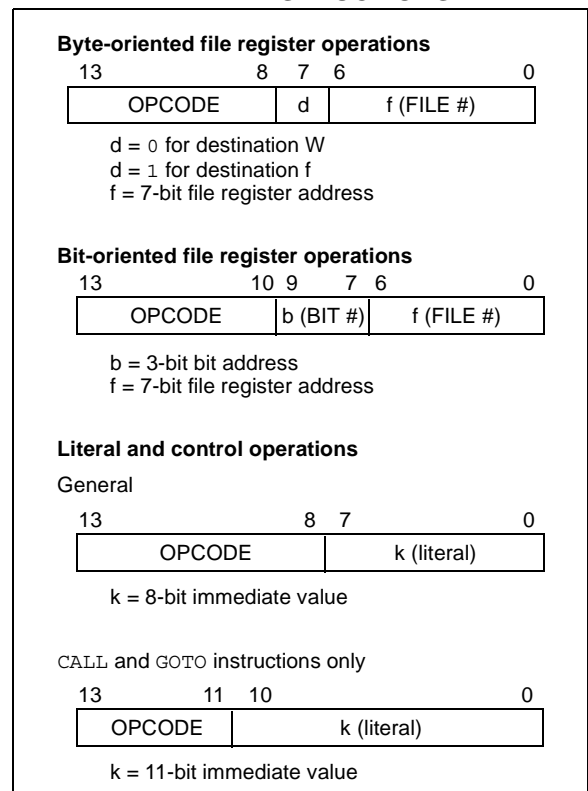 Byte-oriented file register operations
13 8 7 6 0
OPCODE d f (FILE #)
d = 0 for destination W
d = 1 for destination f
f = 7-bit file register address
Bit-oriented file register operations
13 10 9 7 6 0
OPCODE b (BIT #) f (FILE #)
b = 3-bit bit address
f = 7-bit file register address
Literal and control operations
General
13 8 7 0
OPCODE k (literal)
k = 8-bit immediate value
CALL and GOTO instructions only
13 11 10 0
OPCODE k (literal)
k = 11-bit immediate value